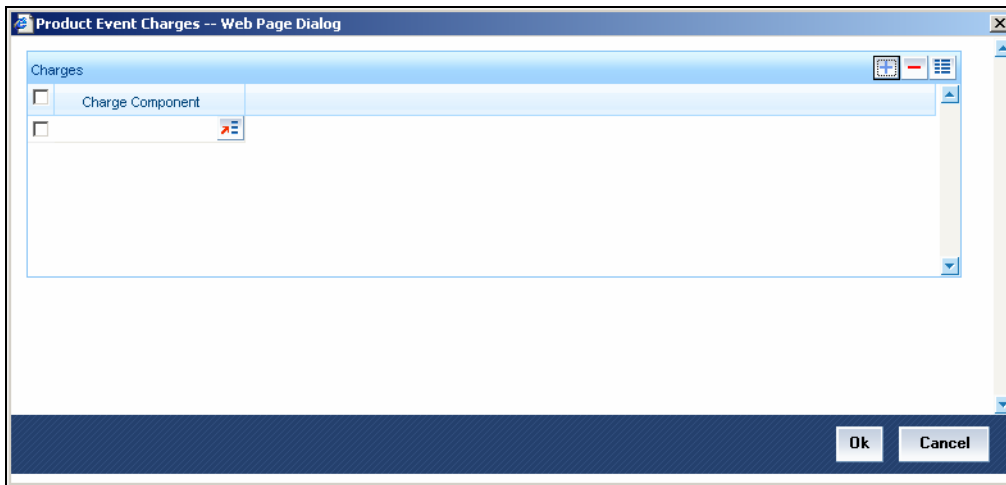 Product Event Charges -- Web Page Dialog
Charges
Charge Component
Ok Cancel